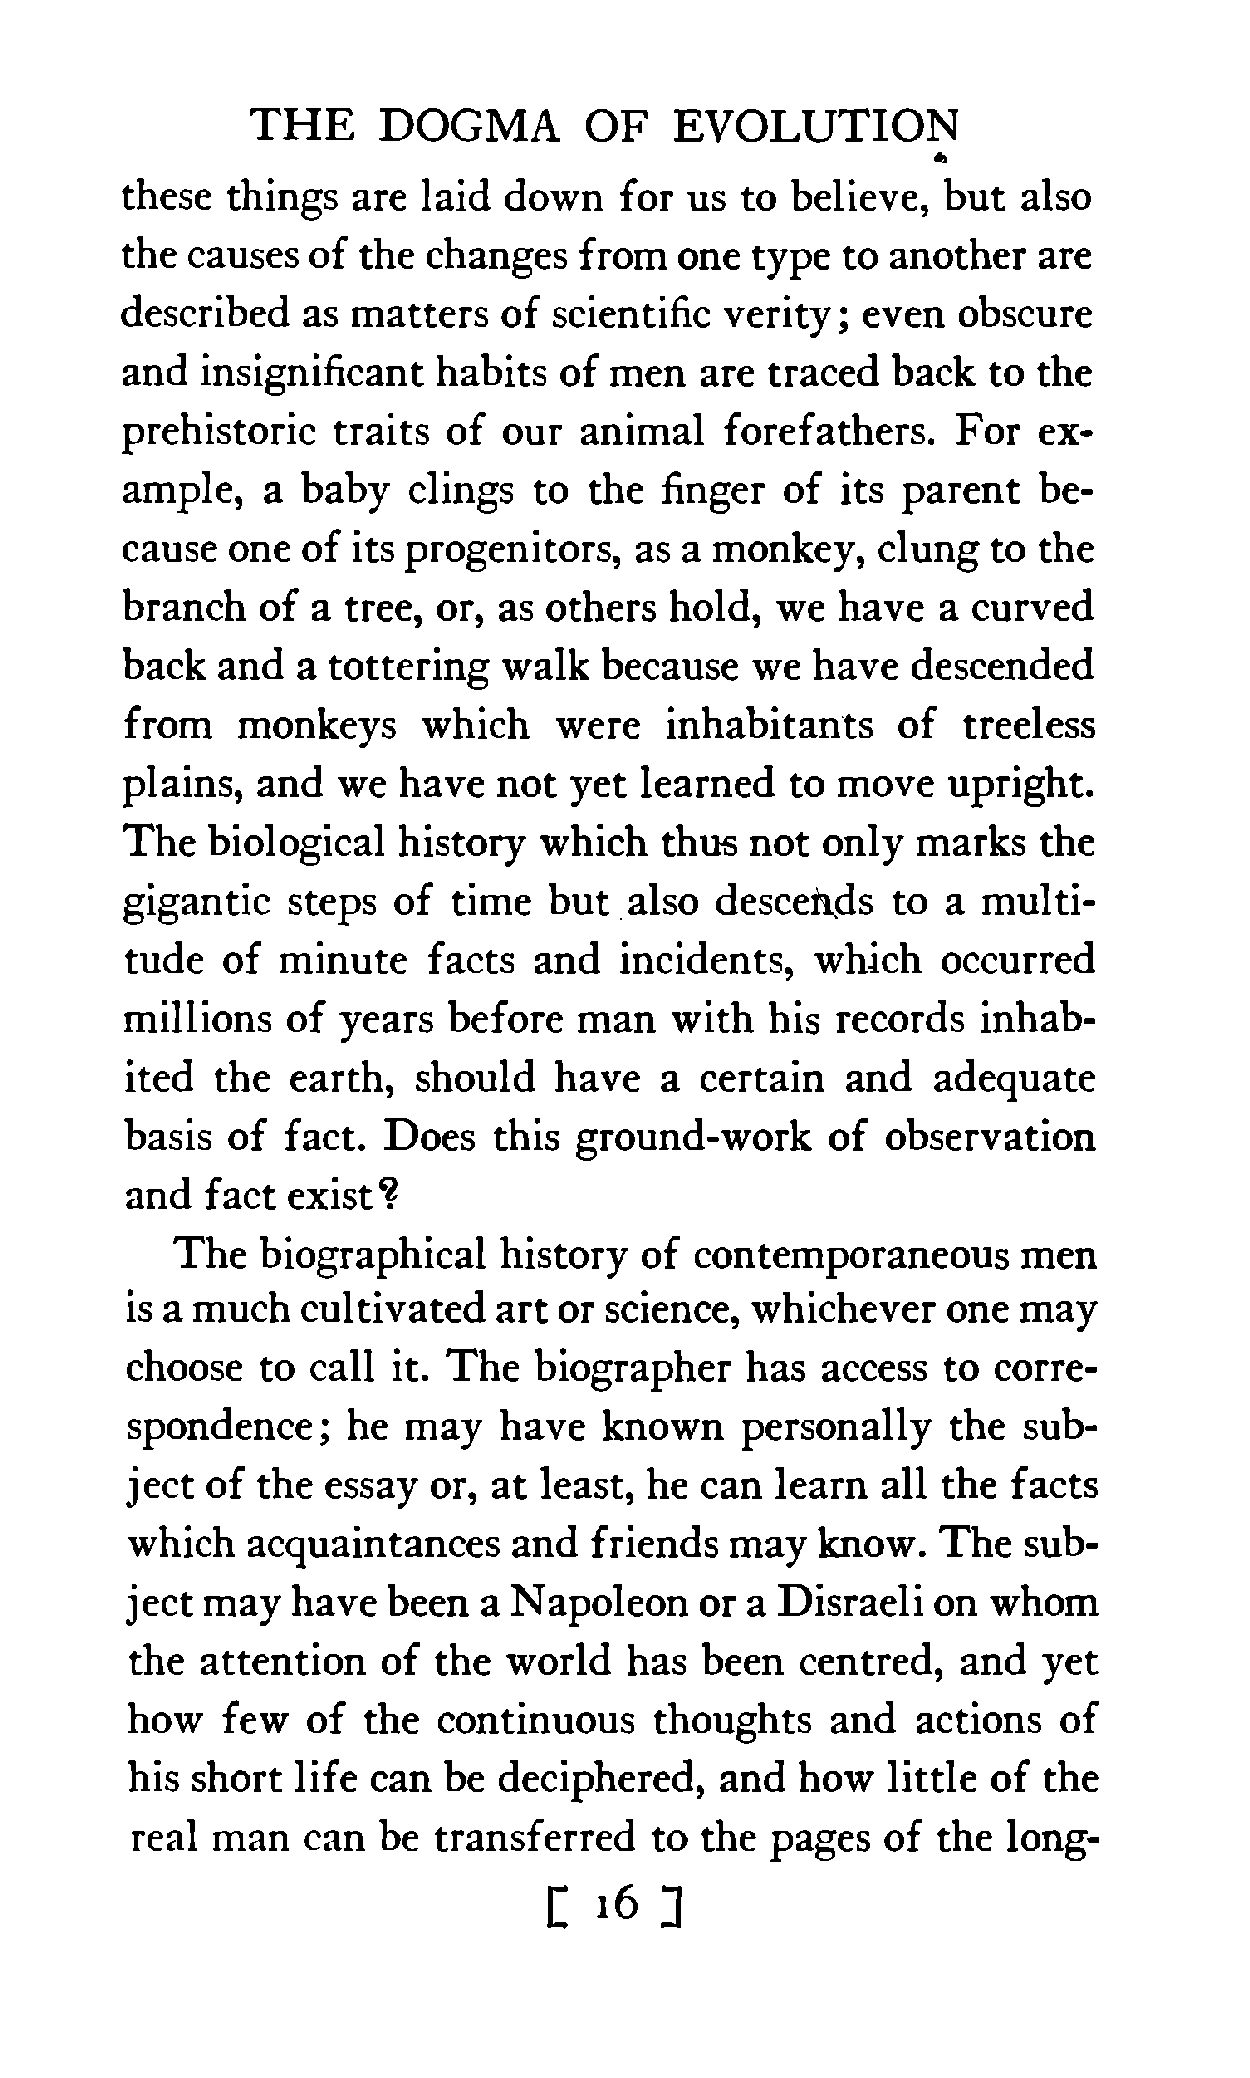 THE DOGMA OF EVOLUTION
these things are laid down for us to believe, but also
the causes of the changes from one type to another are
described as matters of scientific verity; even obscure
and insignificant habits of men are traced back to the
prehistoric traits of our animal forefathers. For ex-
ample, a baby clings to the finger of its parent be-
cause one of its progenitors, as a monkey, clung to the
branch of a tree, or, as others hold, we have a curved
back and a tottering walk because we have descended
from monkeys which were inhabitants of treeless
plains, and we have not yet learned to move upright.
The biological history which thus not only marks the
gigantic steps of time but also descends to a multi-
tude of minute facts and incidents, which occurred
millions of years before man with his records inhab-
ited the earth, should have a certain and adequate
basis of fact. Does this ground-work of observation
and fact exist?
The biographical history of contemporaneous men
is a much cultivated art or science, whichever one may
choose to call it. The biographer has access to corre-
spondence; he may have known personally the sub-
ject of the essay or, at least, he can learn all the facts
which acquaintances and friends may know. The sub-
ject may have been a Napoleon or a Disraeli on whom
the attention of the world has been centred, and yet
how few of the continuous thoughts and actions of
his short life can be deciphered, and how little of the
real man can be transferred to the pages of the long-
[ 16 ]